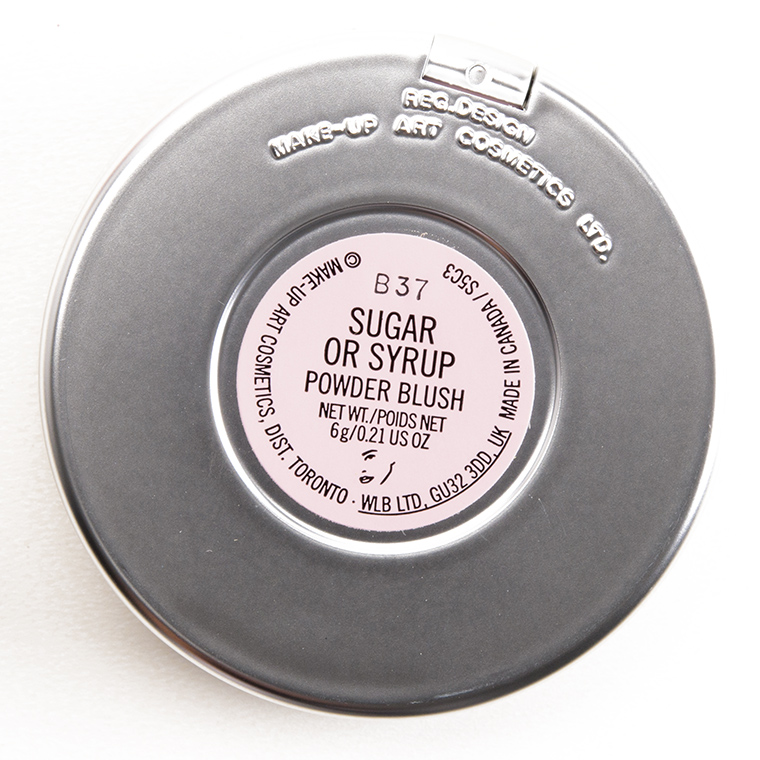 REG.DESIGN
MAKE-UP ART COSMETICS LTD.
B37
SUGAR
OR SYRUP
POWDER BLUSH
NET WT./POIDS NET
6g/0.21 US OZ
© MAKE-UP ART COSMETICS, DIST. TORONTO · WLB LTD, GU32 3DD, UK MADE IN CANADA / S5C3